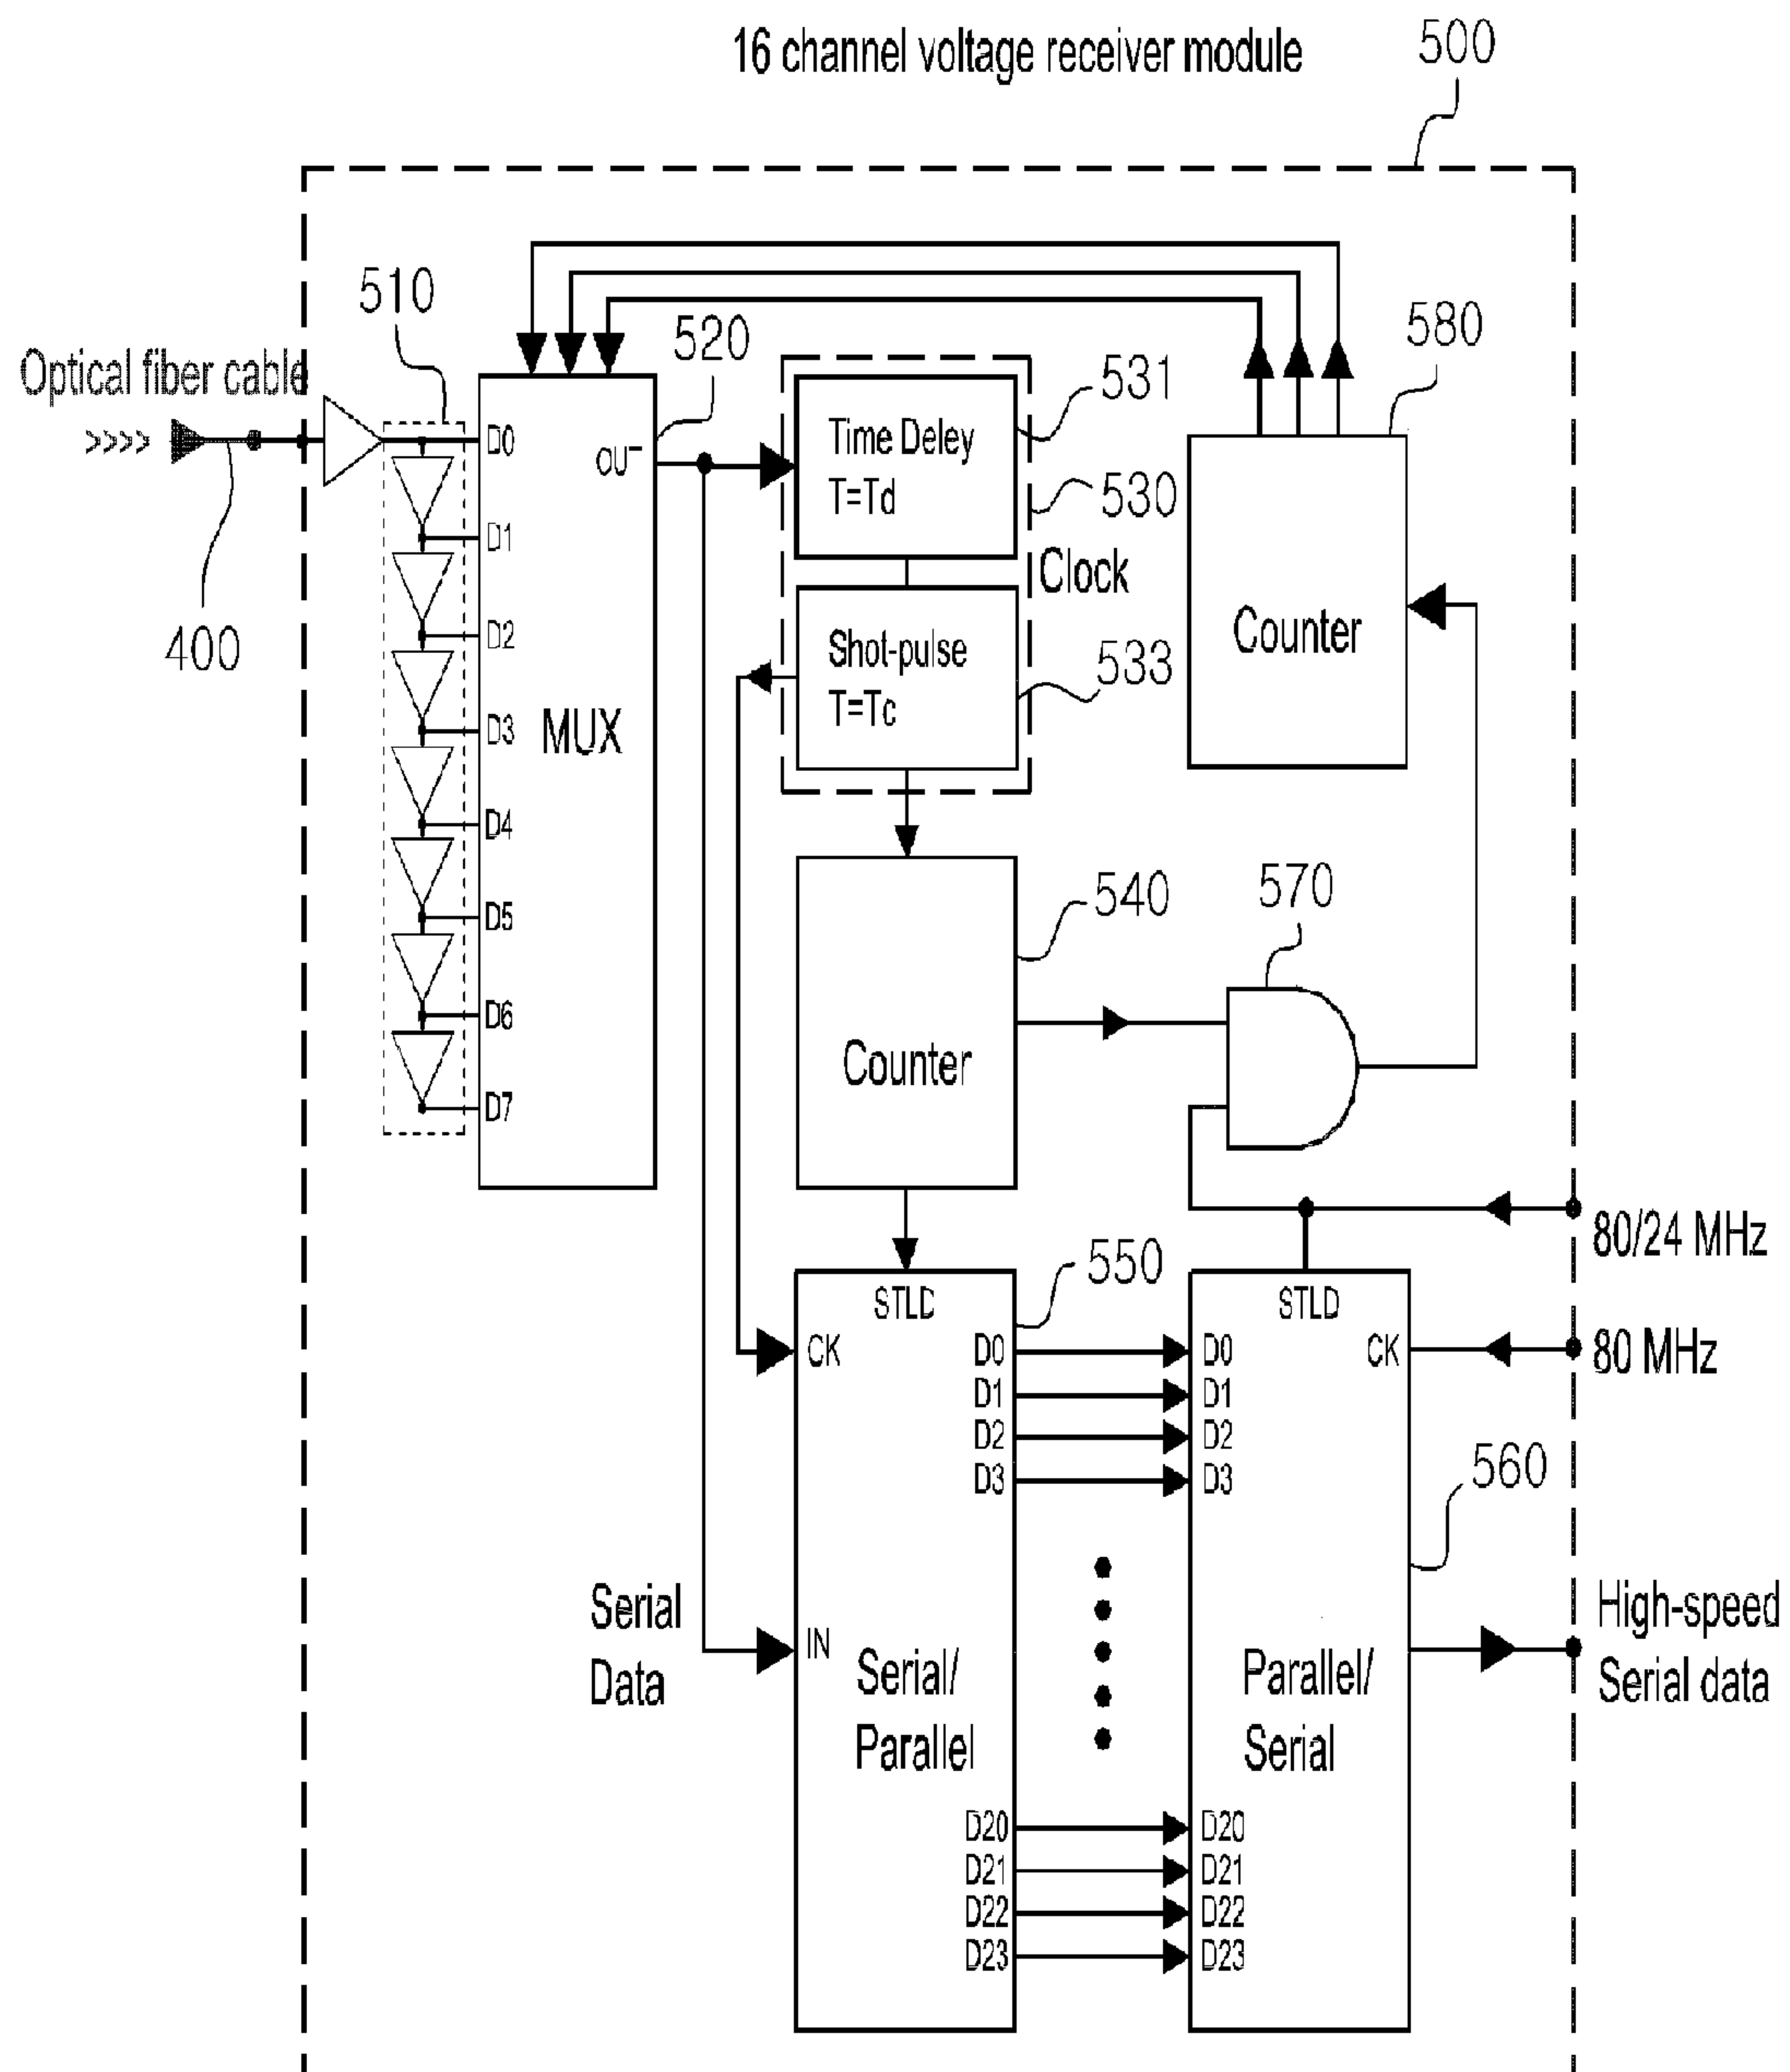 16 channel voltage receiver module
500
510
520
Optical fiber cable
>>>>
400
D0
D1
D2
D3
D4
D5
D6
D7
MUX
Time Deley
T=Td
531
530
Clock
Shot-pulse
T=Tc
533
580
Counter
540
Counter
570
80/24 MHz
80 MHz
550
STLD
CK
IN
D0
D1
D2
D3
Serial/
Parallel
D20
D21
D22
D23
Serial
Data
STLD
CK
D0
D1
D2
D3
560
Parallel/
Serial
D20
D21
D22
D23
High-speed
Serial data